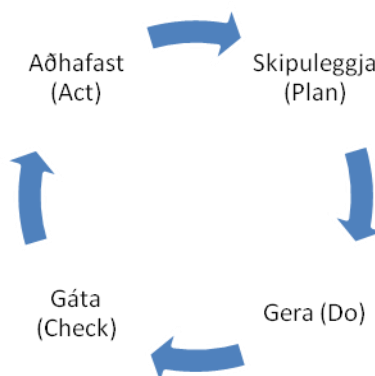 Aðhafast
(Act)
Skipuleggja
(Plan)
Gera (Do)
Gáta
(Check)